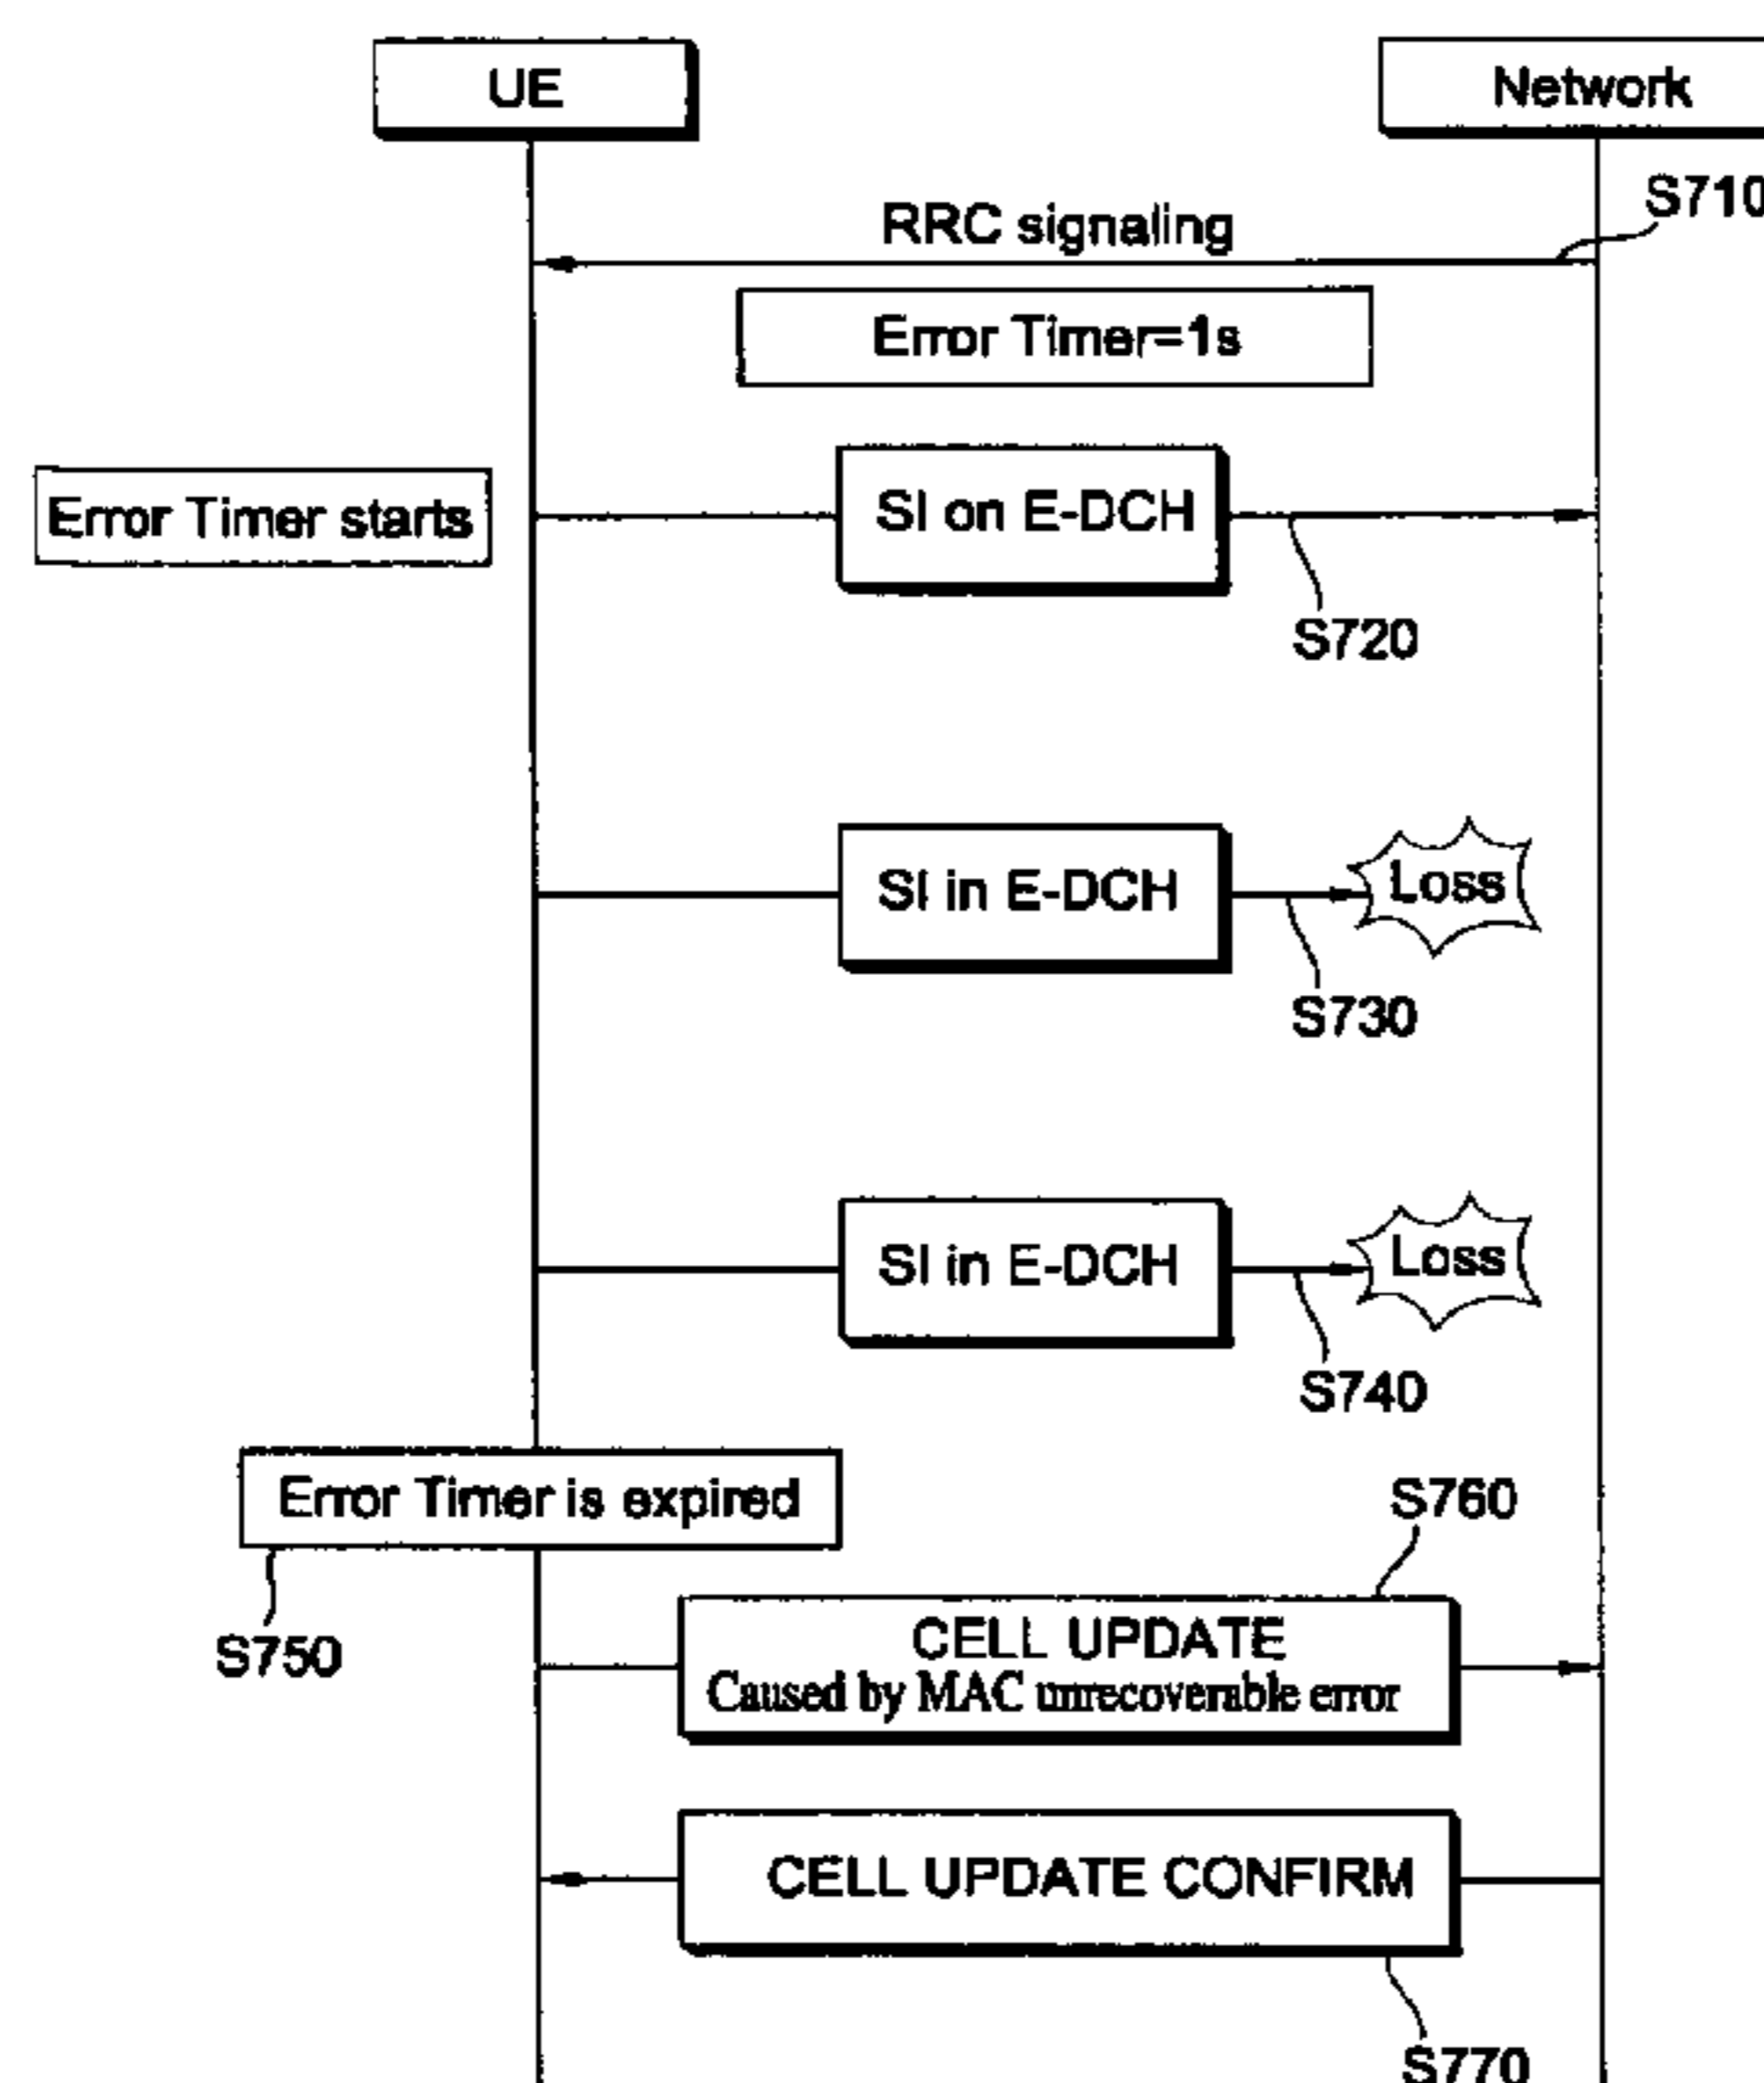 UE
Network
S710
RRC signaling
Error Timer=1s
Error Timer starts
SI on E-DCH
S720
SI in E-DCH
Loss
S730
SI in E-DCH
Loss
S740
Error Timer is expired
S760
S750
CELL UPDATE
Caused by MAC unrecoverable error
CELL UPDATE CONFIRM
S770